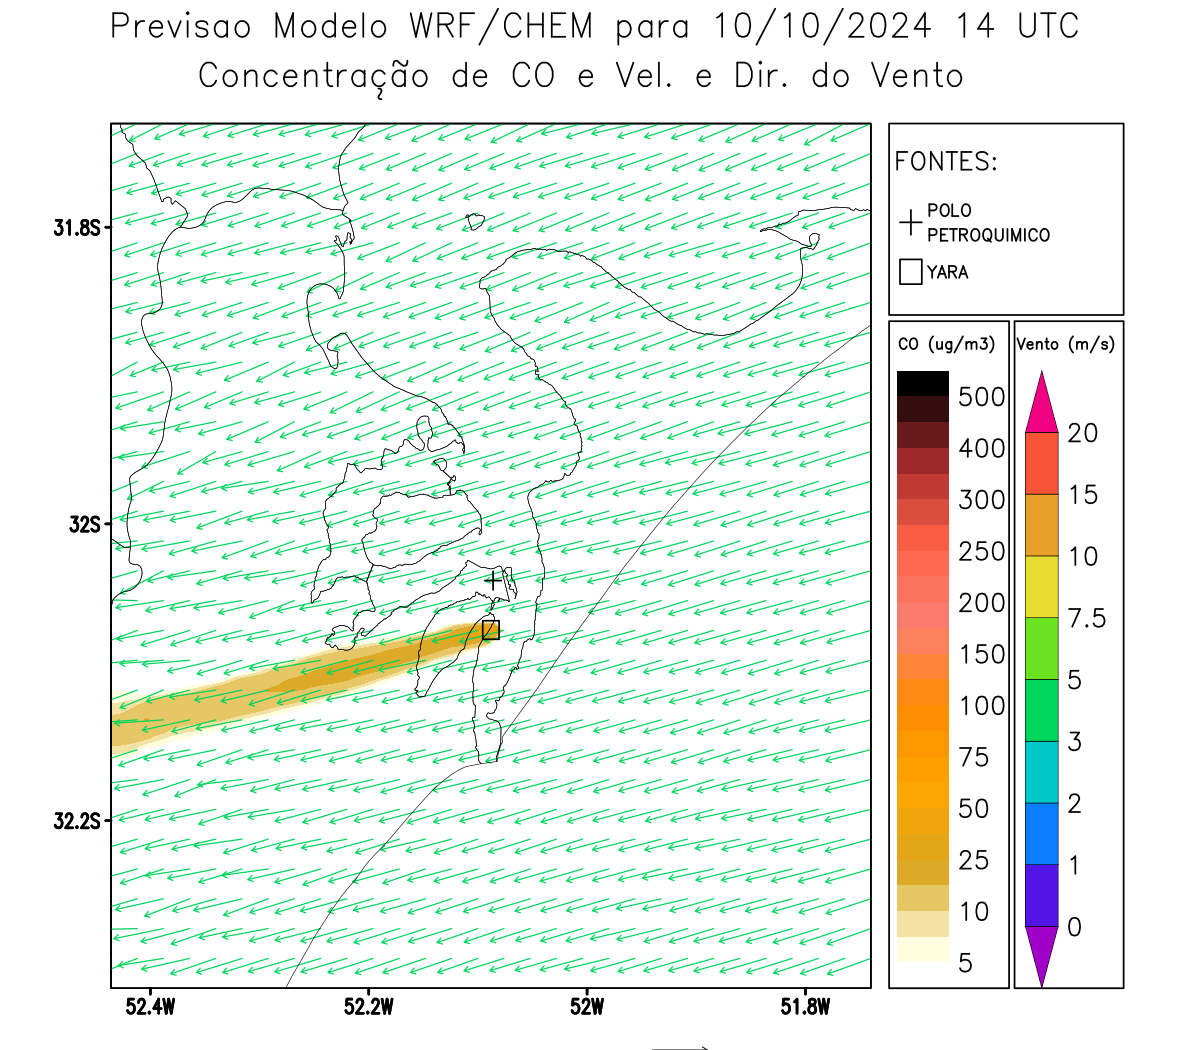 Previsao Modelo WRF/CHEM para 10/10/2024 14 UTC
Concentração de CO e Vel. e Dir. do Vento
FONTES:
POLO
PETROQUIMICO
YARA
CO (ug/m3)
500
400
300
250
200
150
100
75
50
25
10
5
Vento (m/s)
20
15
10
7.5
5
3
2
1
0
31.8S
32S
32.2S
52.4W
52.2W
52W
51.8W